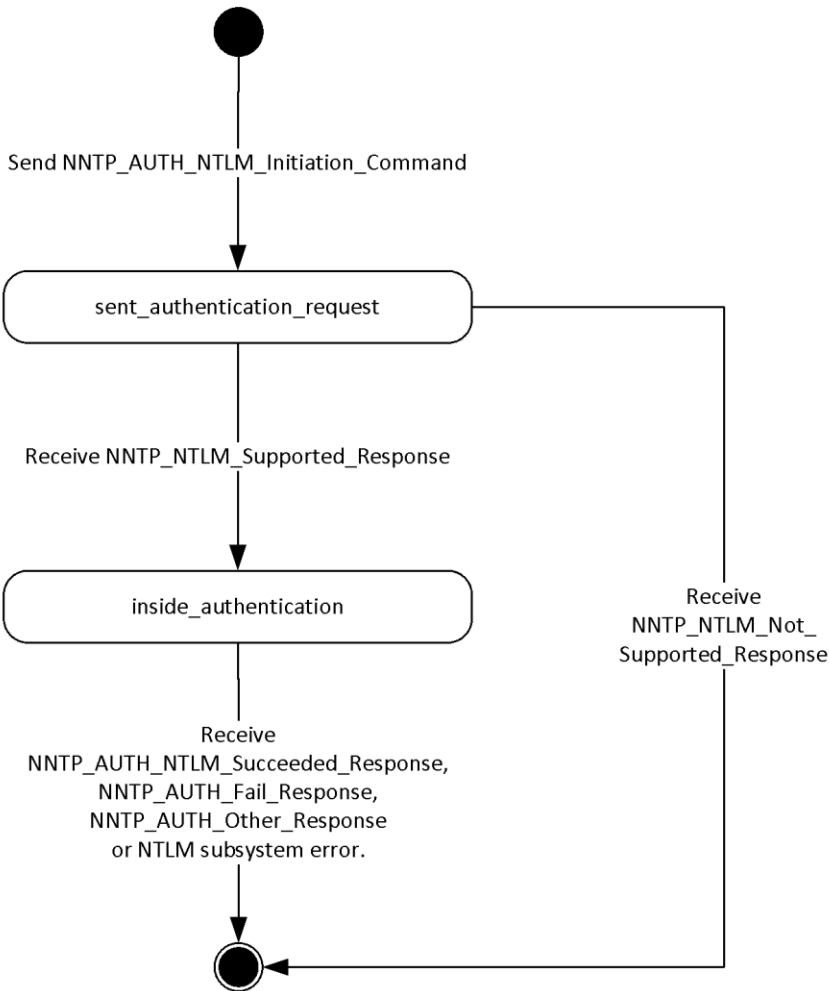 Send NNTP_AUTH_NTLM_Initiation_Command
sent_authentication_request
Receive NNTP_NTLM_Supported_Response
inside_authentication
Receive
NNTP_NTLM_Not_
Supported_Response
Receive
NNTP_AUTH_NTLM_Succeeded_Response,
NNTP_AUTH_Fail_Response,
NNTP_AUTH_Other_Response
or NTLM subsystem error.